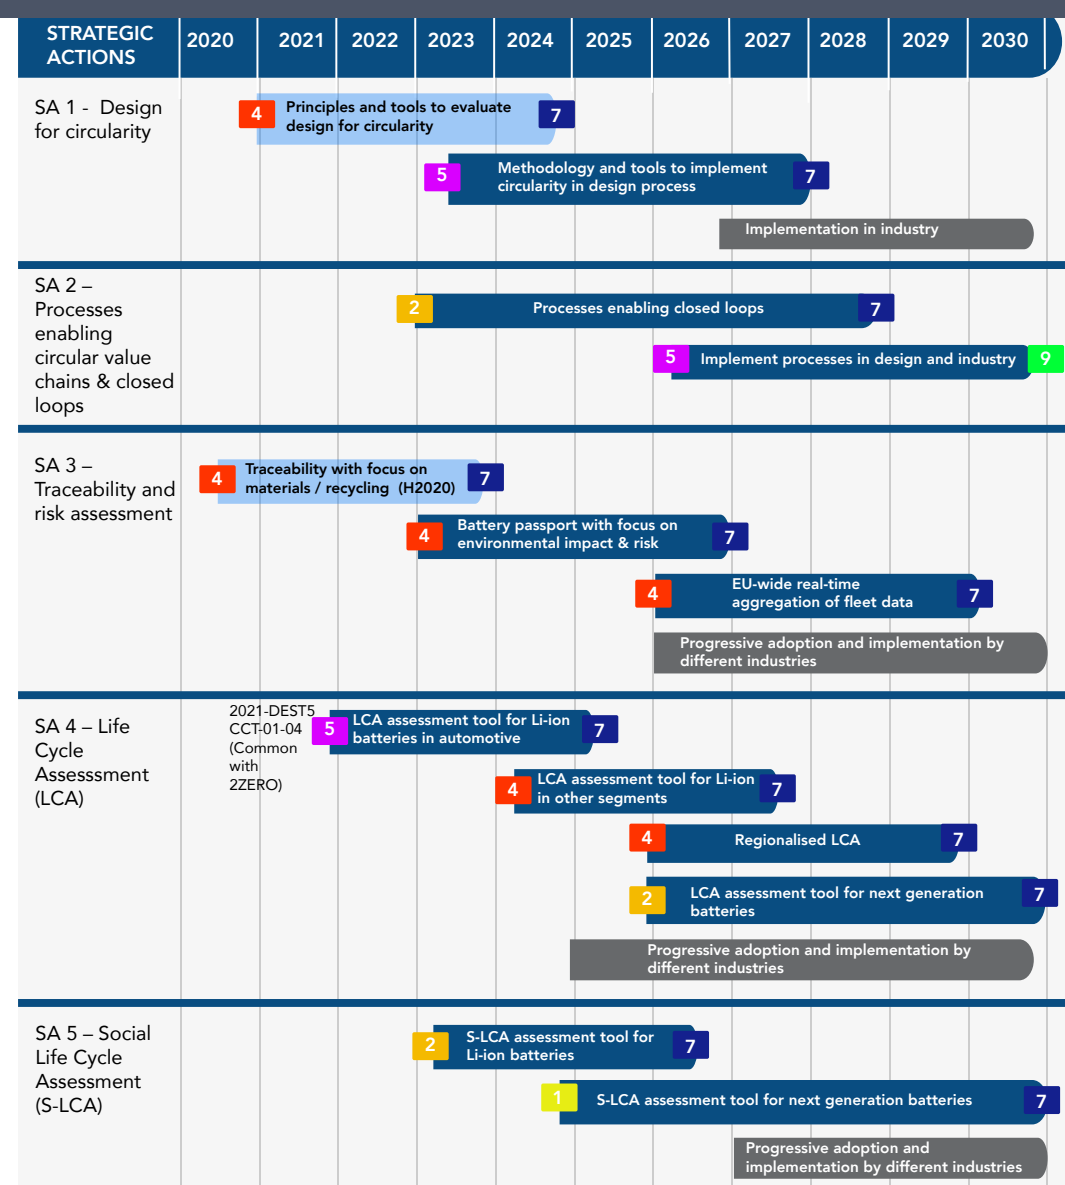 STRATEGIC
ACTIONS
2020 2021 2022 2023 2024 2025 2026 2027 2028 2029 2030
SA 1 - Design
for circularity
4
Principles and tools to evaluate
design for circularity
7
5
Methodology and tools to implement
circularity in design process
7
Implementation in industry
SA 2 –
Processes
enabling
circular value
chains & closed
loops
2
Processes enabling closed loops
7
5
Implement processes in design and industry
9
SA 3 –
Traceability and
risk assessment
4
Traceability with focus on
materials / recycling (H2020)
7
4
Battery passport with focus on
environmental impact & risk
7
4
EU-wide real-time
aggregation of fleet data
7
Progressive adoption and implementation by
different industries
SA 4 – Life
Cycle
Assesssment
(LCA)
2021-DEST5
CCT-01-04
(Common
with
2ZERO)
5
LCA assessment tool for Li-ion
batteries in automotive
7
4
LCA assessment tool for Li-ion
in other segments
7
4
Regionalised LCA
7
2
LCA assessment tool for next generation
batteries
7
Progressive adoption and implementation by
different industries
SA 5 – Social
Life Cycle
Assessment
(S-LCA)
2
S-LCA assessment tool for
Li-ion batteries
7
1
S-LCA assessment tool for next generation batteries
7
Progressive adoption and
implementation by different industries